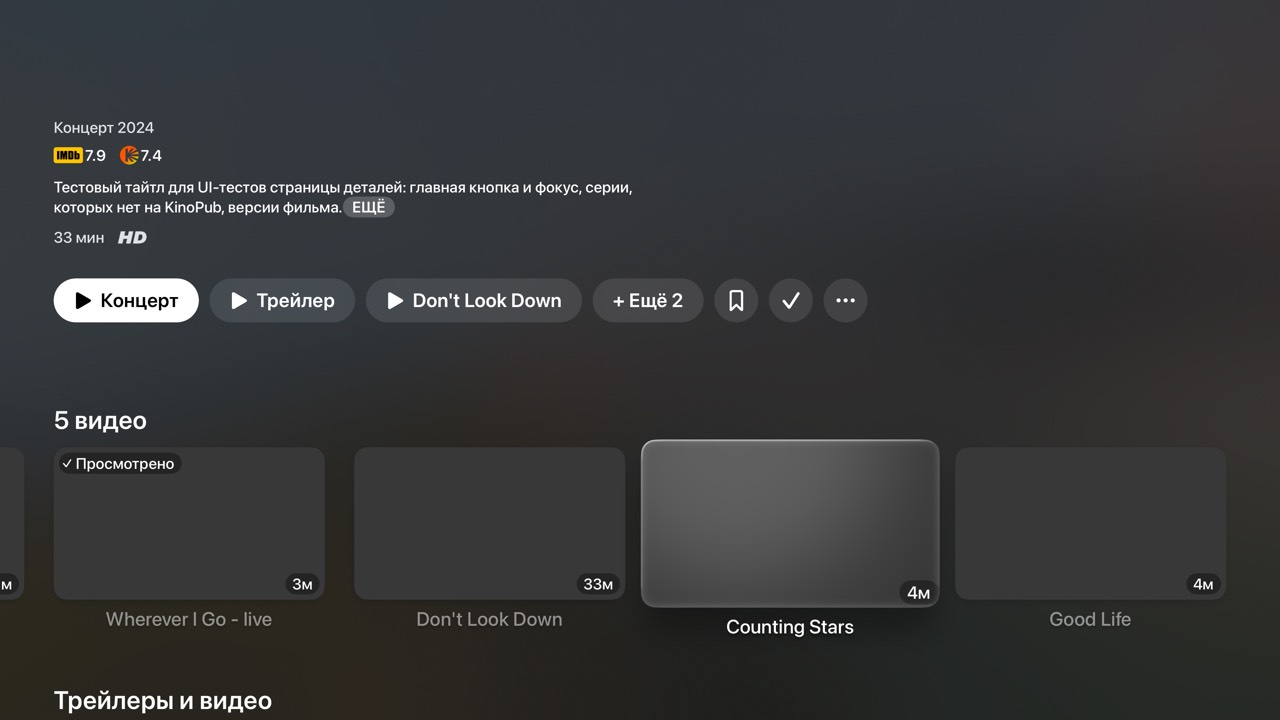 Концерт 2024
IMDb 7.9 7.4
Тестовый тайтл для UI-тестов страницы деталей: главная кнопка и фокус, серии,
которых нет на KinoPub, версии фильма. ЕЩЁ
33 мин HD
Концерт Трейлер Don't Look Down + Ещё 2
5 видео
Просмотрено
м 3м 33м 4м 4м
Wherever I Go - live Don't Look Down Counting Stars Good Life
Трейлеры и видео